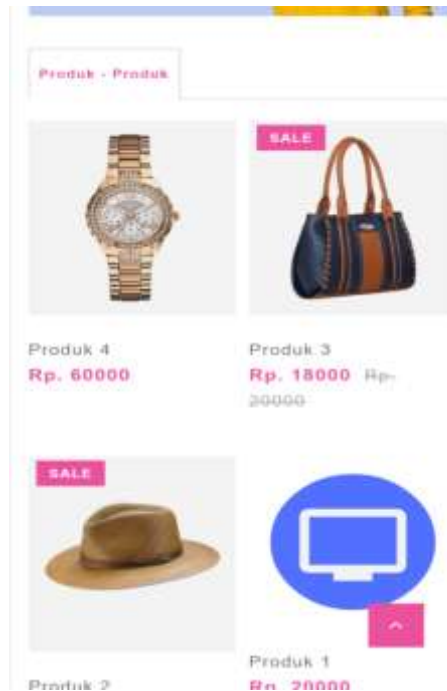 Produk - Produk
SALE
Produk 4
Produk 3
Rp. 60000
Rp. 18000 Rp.
20000
SALE
Produk 1
Produk 2
Rp. 20000